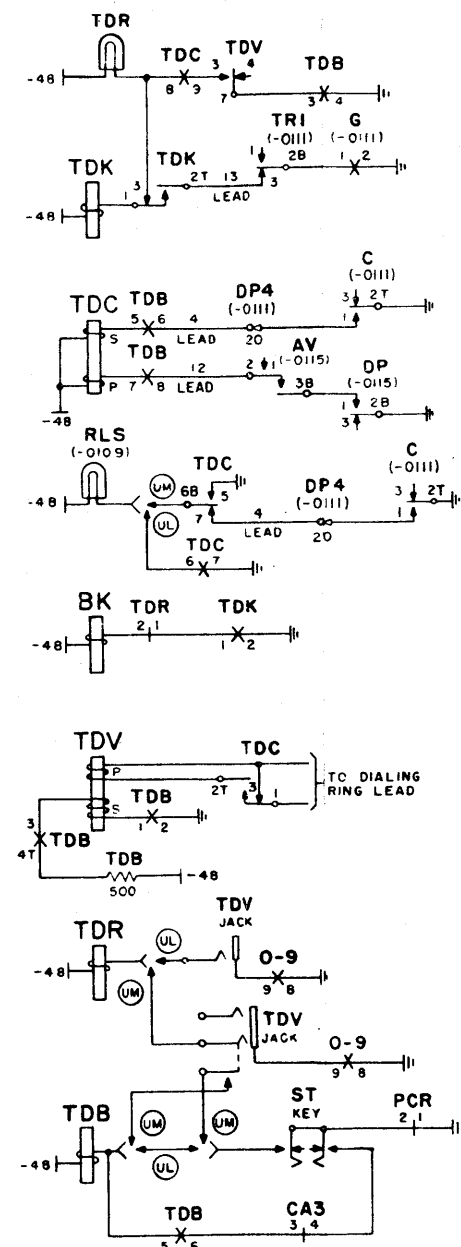 TDR
TDC TDV
3 4
TDB
-48
8 9
7
3 4
TRI G
(-0111) (-0111)
1 2B 1 2
TDK
TDK
3 2T 13
LEAD
3
1
-48
C
(-0111)
3 2T
1
TDC
TDB DP4
(-0111)
5 6 4
S LEAD 20
TDB AV
(-0115)
12 2 1
P 7 8 LEAD
3B
DP
(-0115)
1 2B
3
-48
RLS
(-0109)
TDC
C
(-0111)
UM
6B 5
DP4
(-0111)
3 2T
-48
UL
7 4
LEAD 20
1
TDC
6 7
BK TDR TDK
2 1
-48
1 2
TDV TDC
P
2T 3 1
TO DIALING
RING LEAD
S TDB
1 2
3
TDB
4T
TDB
500
-48
TDV
JACK
TDR UL
0-9
-48
9 8
UM
TDV
JACK
0-9
9 8
ST
KEY
PCR
2 1
TDB
UM UM
-48
UL
TDB CA3
5 6
3 4